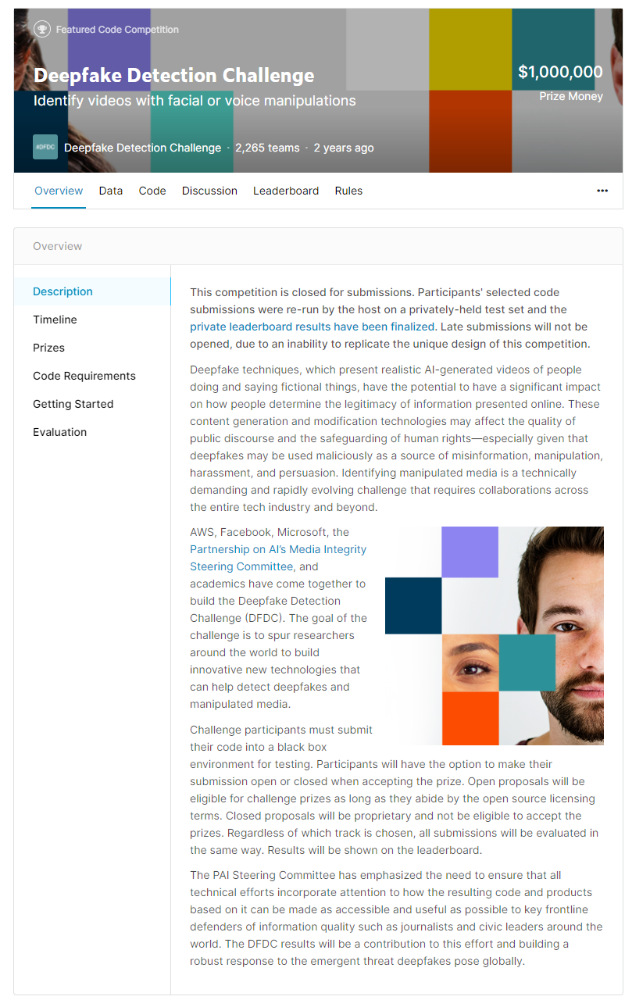 Featured Code Competition
Deepfake Detection Challenge
$1,000,000
Identify videos with facial or voice manipulations
Prize Money
#DFDC
Deepfake Detection Challenge · 2,265 teams · 2 years ago
Overview Data Code Discussion Leaderboard Rules •••
Overview
Description
Timeline
Prizes
Code Requirements
Getting Started
Evaluation
This competition is closed for submissions. Participants' selected code
submissions were re-run by the host on a privately-held test set and the
private leaderboard results have been finalized. Late submissions will not be
opened, due to an inability to replicate the unique design of this competition.
Deepfake techniques, which present realistic AI-generated videos of people
doing and saying fictional things, have the potential to have a significant impact
on how people determine the legitimacy of information presented online. These
content generation and modification technologies may affect the quality of
public discourse and the safeguarding of human rights—especially given that
deepfakes may be used maliciously as a source of misinformation, manipulation,
harassment, and persuasion. Identifying manipulated media is a technically
demanding and rapidly evolving challenge that requires collaborations across
the entire tech industry and beyond.
AWS, Facebook, Microsoft, the
Partnership on AI's Media Integrity
Steering Committee, and
academics have come together to
build the Deepfake Detection
Challenge (DFDC). The goal of the
challenge is to spur researchers
around the world to build
innovative new technologies that
can help detect deepfakes and
manipulated media.
Challenge participants must submit
their code into a black box
environment for testing. Participants will have the option to make their
submission open or closed when accepting the prize. Open proposals will be
eligible for challenge prizes as long as they abide by the open source licensing
terms. Closed proposals will be proprietary and not be eligible to accept the
prizes. Regardless of which track is chosen, all submissions will be evaluated in
the same way. Results will be shown on the leaderboard.
The PAI Steering Committee has emphasized the need to ensure that all
technical efforts incorporate attention to how the resulting code and products
based on it can be made as accessible and useful as possible to key frontline
defenders of information quality such as journalists and civic leaders around the
world. The DFDC results will be a contribution to this effort and building a
robust response to the emergent threat deepfakes pose globally.